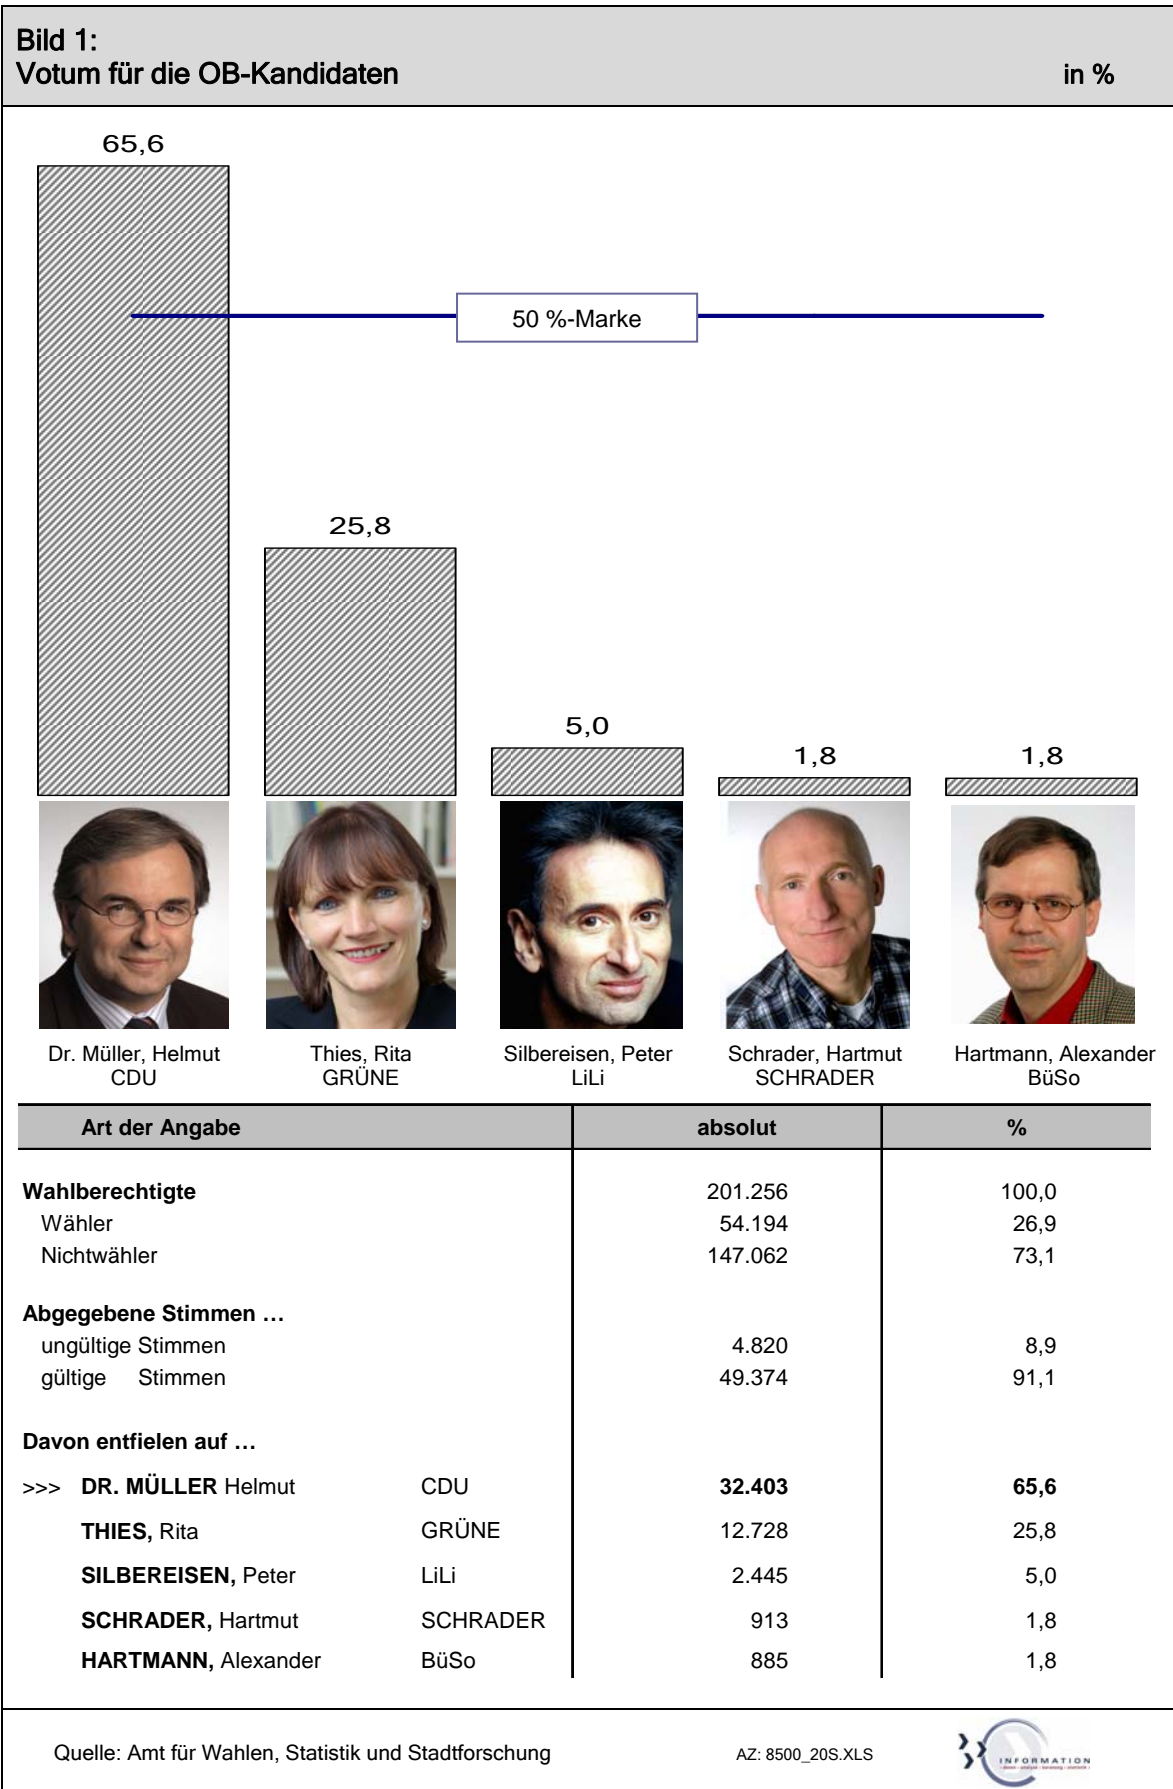 Bild 1:
Votum für die OB-Kandidaten in %
65,6
50 %-Marke
25,8
5,0
1,8 1,8
Dr. Müller, Helmut Thies, Rita Silbereisen, Peter Schrader, Hartmut Hartmann, Alexander
CDU GRÜNE LiLi SCHRADER BüSo
Art der Angabe absolut %
Wahlberechtigte 201.256 100,0
Wähler 54.194 26,9
Nichtwähler 147.062 73,1
Abgegebene Stimmen …
ungültige Stimmen 4.820 8,9
gültige Stimmen 49.374 91,1
Davon entfielen auf …
>>> DR. MÜLLER Helmut CDU 32.403 65,6
THIES, Rita GRÜNE 12.728 25,8
SILBEREISEN, Peter LiLi 2.445 5,0
SCHRADER, Hartmut SCHRADER 913 1,8
HARTMANN, Alexander BüSo 885 1,8
Quelle: Amt für Wahlen, Statistik und Stadtforschung AZ: 8500_20S.XLS
INFORMATION